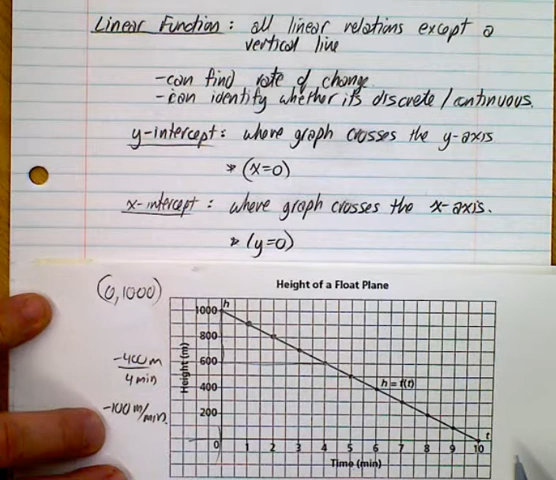 Linear Function : all linear relations except a
vertical line
-can find rate of change
-can identify whether its discrete / continuous.
y-intercept : where graph crosses the y-axis
* (x=0)
x-intercept : where graph crosses the x-axis.
* (y=0)
(0,1000)
Height of a Float Plane
h
1000
800
-400m
4 min
600
Height (m)
400
h = f(t)
-100 m/min.
200
t
0 1 2 3 4 5 6 7 8 9 10
Time (min)